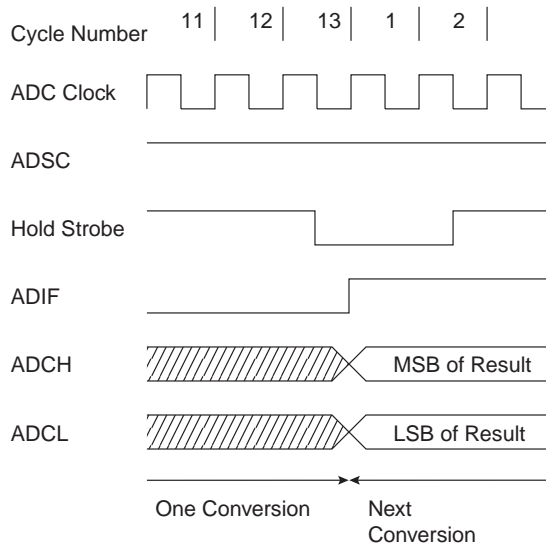 Cycle Number 11 12 13 1 2
ADC Clock
ADSC
Hold Strobe
ADIF
ADCH MSB of Result
ADCL LSB of Result
One Conversion Next
Conversion